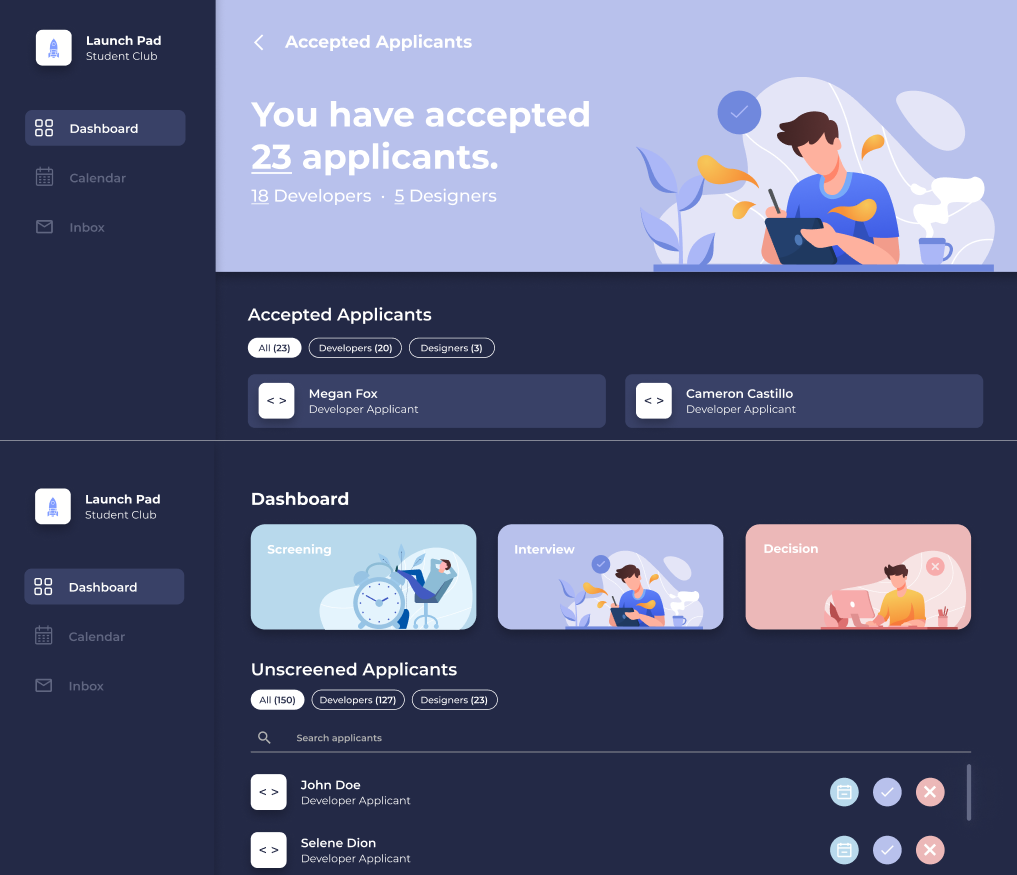 Launch Pad
Student Club
Dashboard
Calendar
Inbox
Accepted Applicants
You have accepted
23 applicants.
18 Developers · 5 Designers
Accepted Applicants
All (23) Developers (20) Designers (3)
< > Megan Fox
Developer Applicant
< > Cameron Castillo
Developer Applicant
Launch Pad
Student Club
Dashboard
Calendar
Inbox
Dashboard
Screening Interview Decision
Unscreened Applicants
All (150) Developers (127) Designers (23)
Search applicants
< > John Doe
Developer Applicant
< > Selene Dion
Developer Applicant